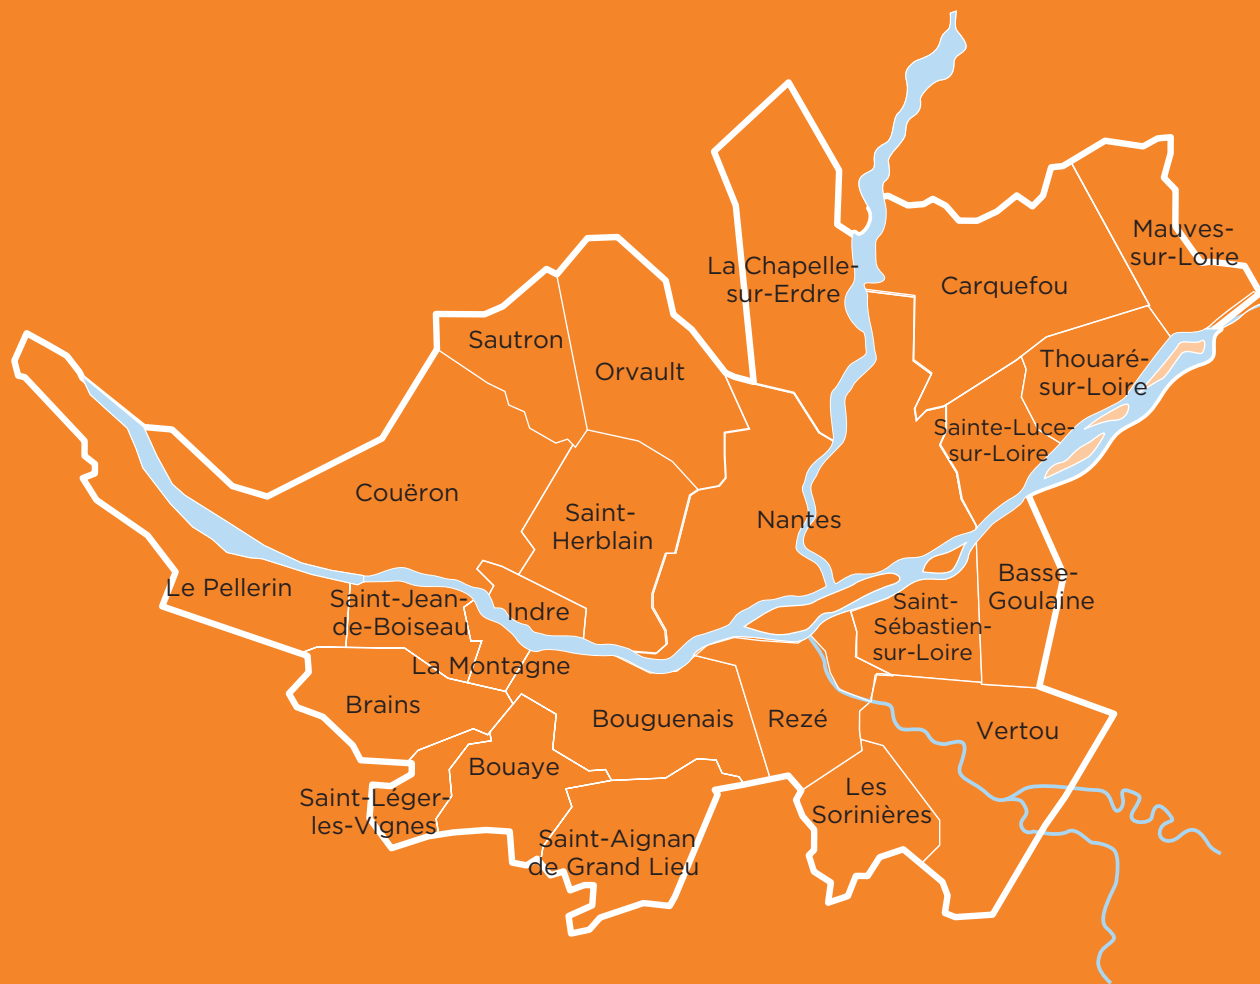 Mauves-
sur-Loire
La Chapelle-
sur-Erdre
Carquefou
Sautron
Orvault
Thouaré-
sur-Loire
Sainte-Luce-
sur-Loire
Couëron
Saint-
Herblain
Nantes
Le Pellerin
Saint-Jean-
de-Boiseau
Indre
Basse-
Goulaine
Saint-
Sébastien-
sur-Loire
La Montagne
Brains
Bouguenais
Rezé
Vertou
Bouaye
Saint-Léger-
les-Vignes
Les
Sorinières
Saint-Aignan
de Grand Lieu